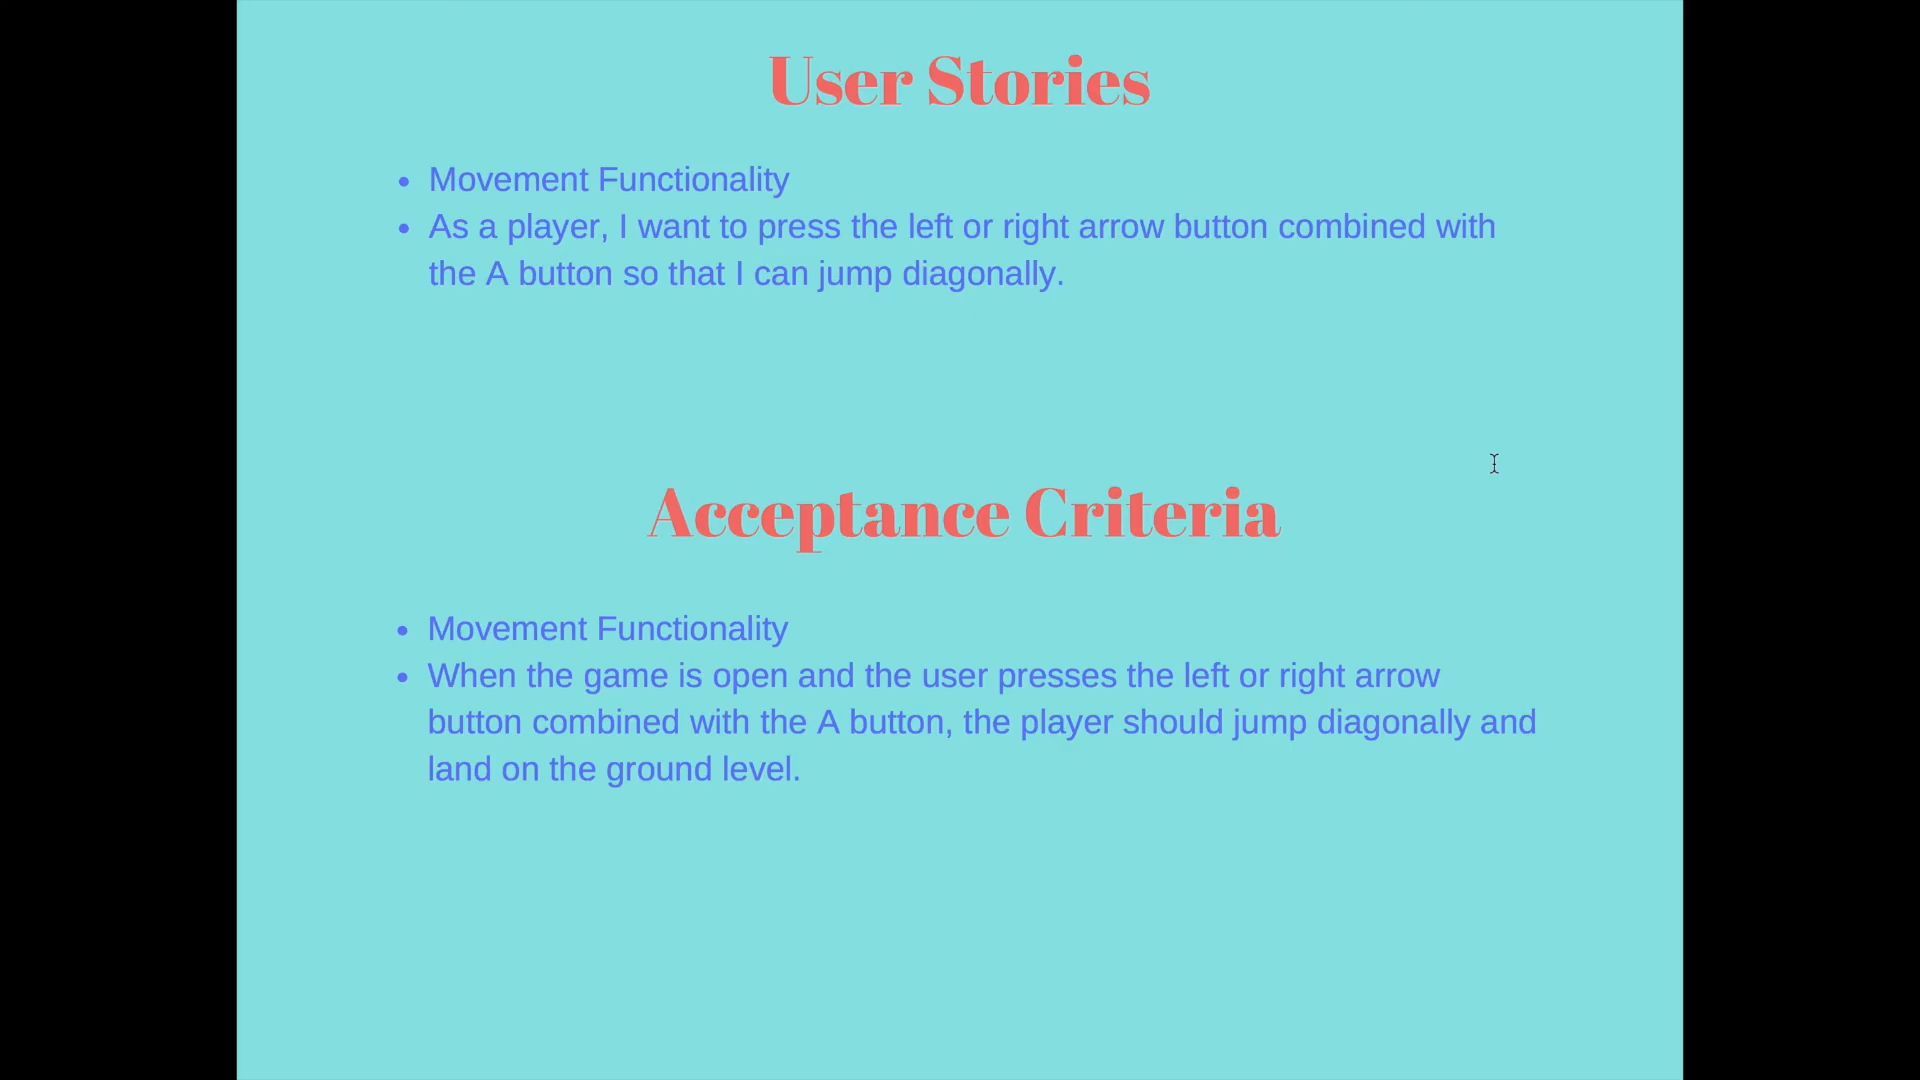 User Stories
• Movement Functionality
• As a player, I want to press the left or right arrow button combined with
the A button so that I can jump diagonally.
Acceptance Criteria
• Movement Functionality
• When the game is open and the user presses the left or right arrow
button combined with the A button, the player should jump diagonally and
land on the ground level.